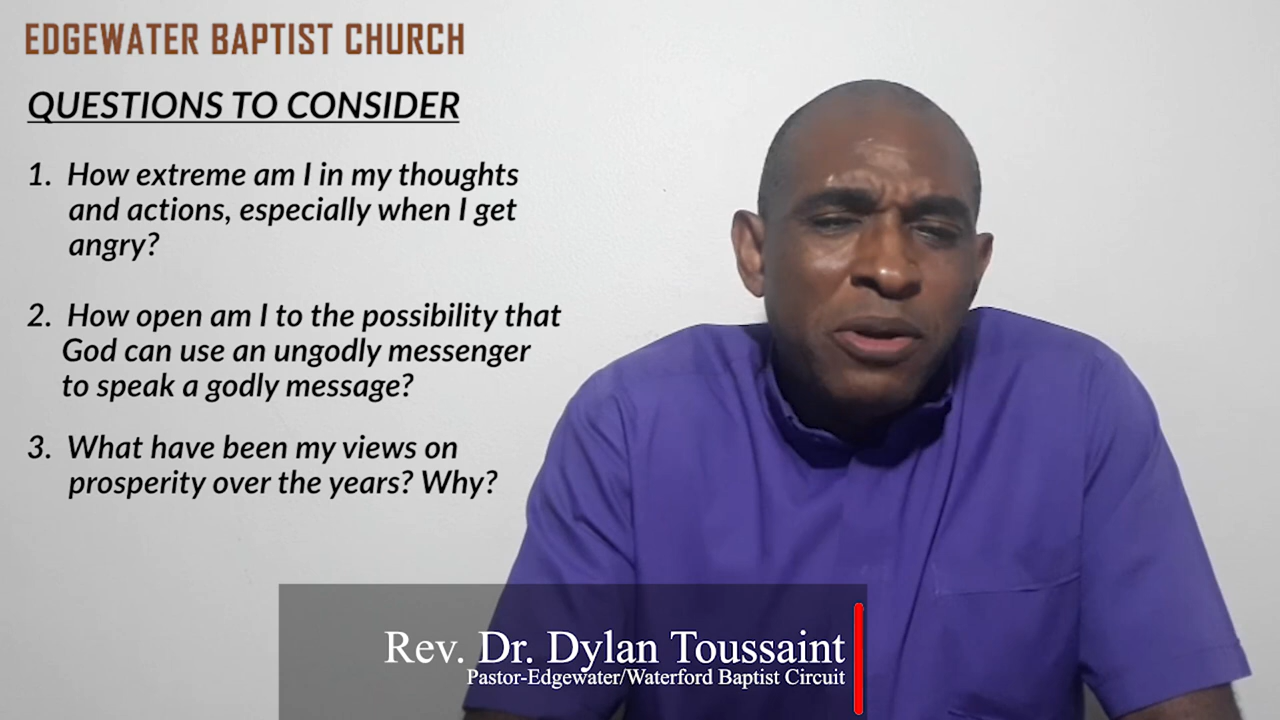 EDGEWATER BAPTIST CHURCH
QUESTIONS TO CONSIDER
1. How extreme am I in my thoughts
and actions, especially when I get
angry?
2. How open am I to the possibility that
God can use an ungodly messenger
to speak a godly message?
3. What have been my views on
prosperity over the years? Why?
Rev. Dr. Dylan Toussaint
Pastor-Edgewater/Waterford Baptist Circuit